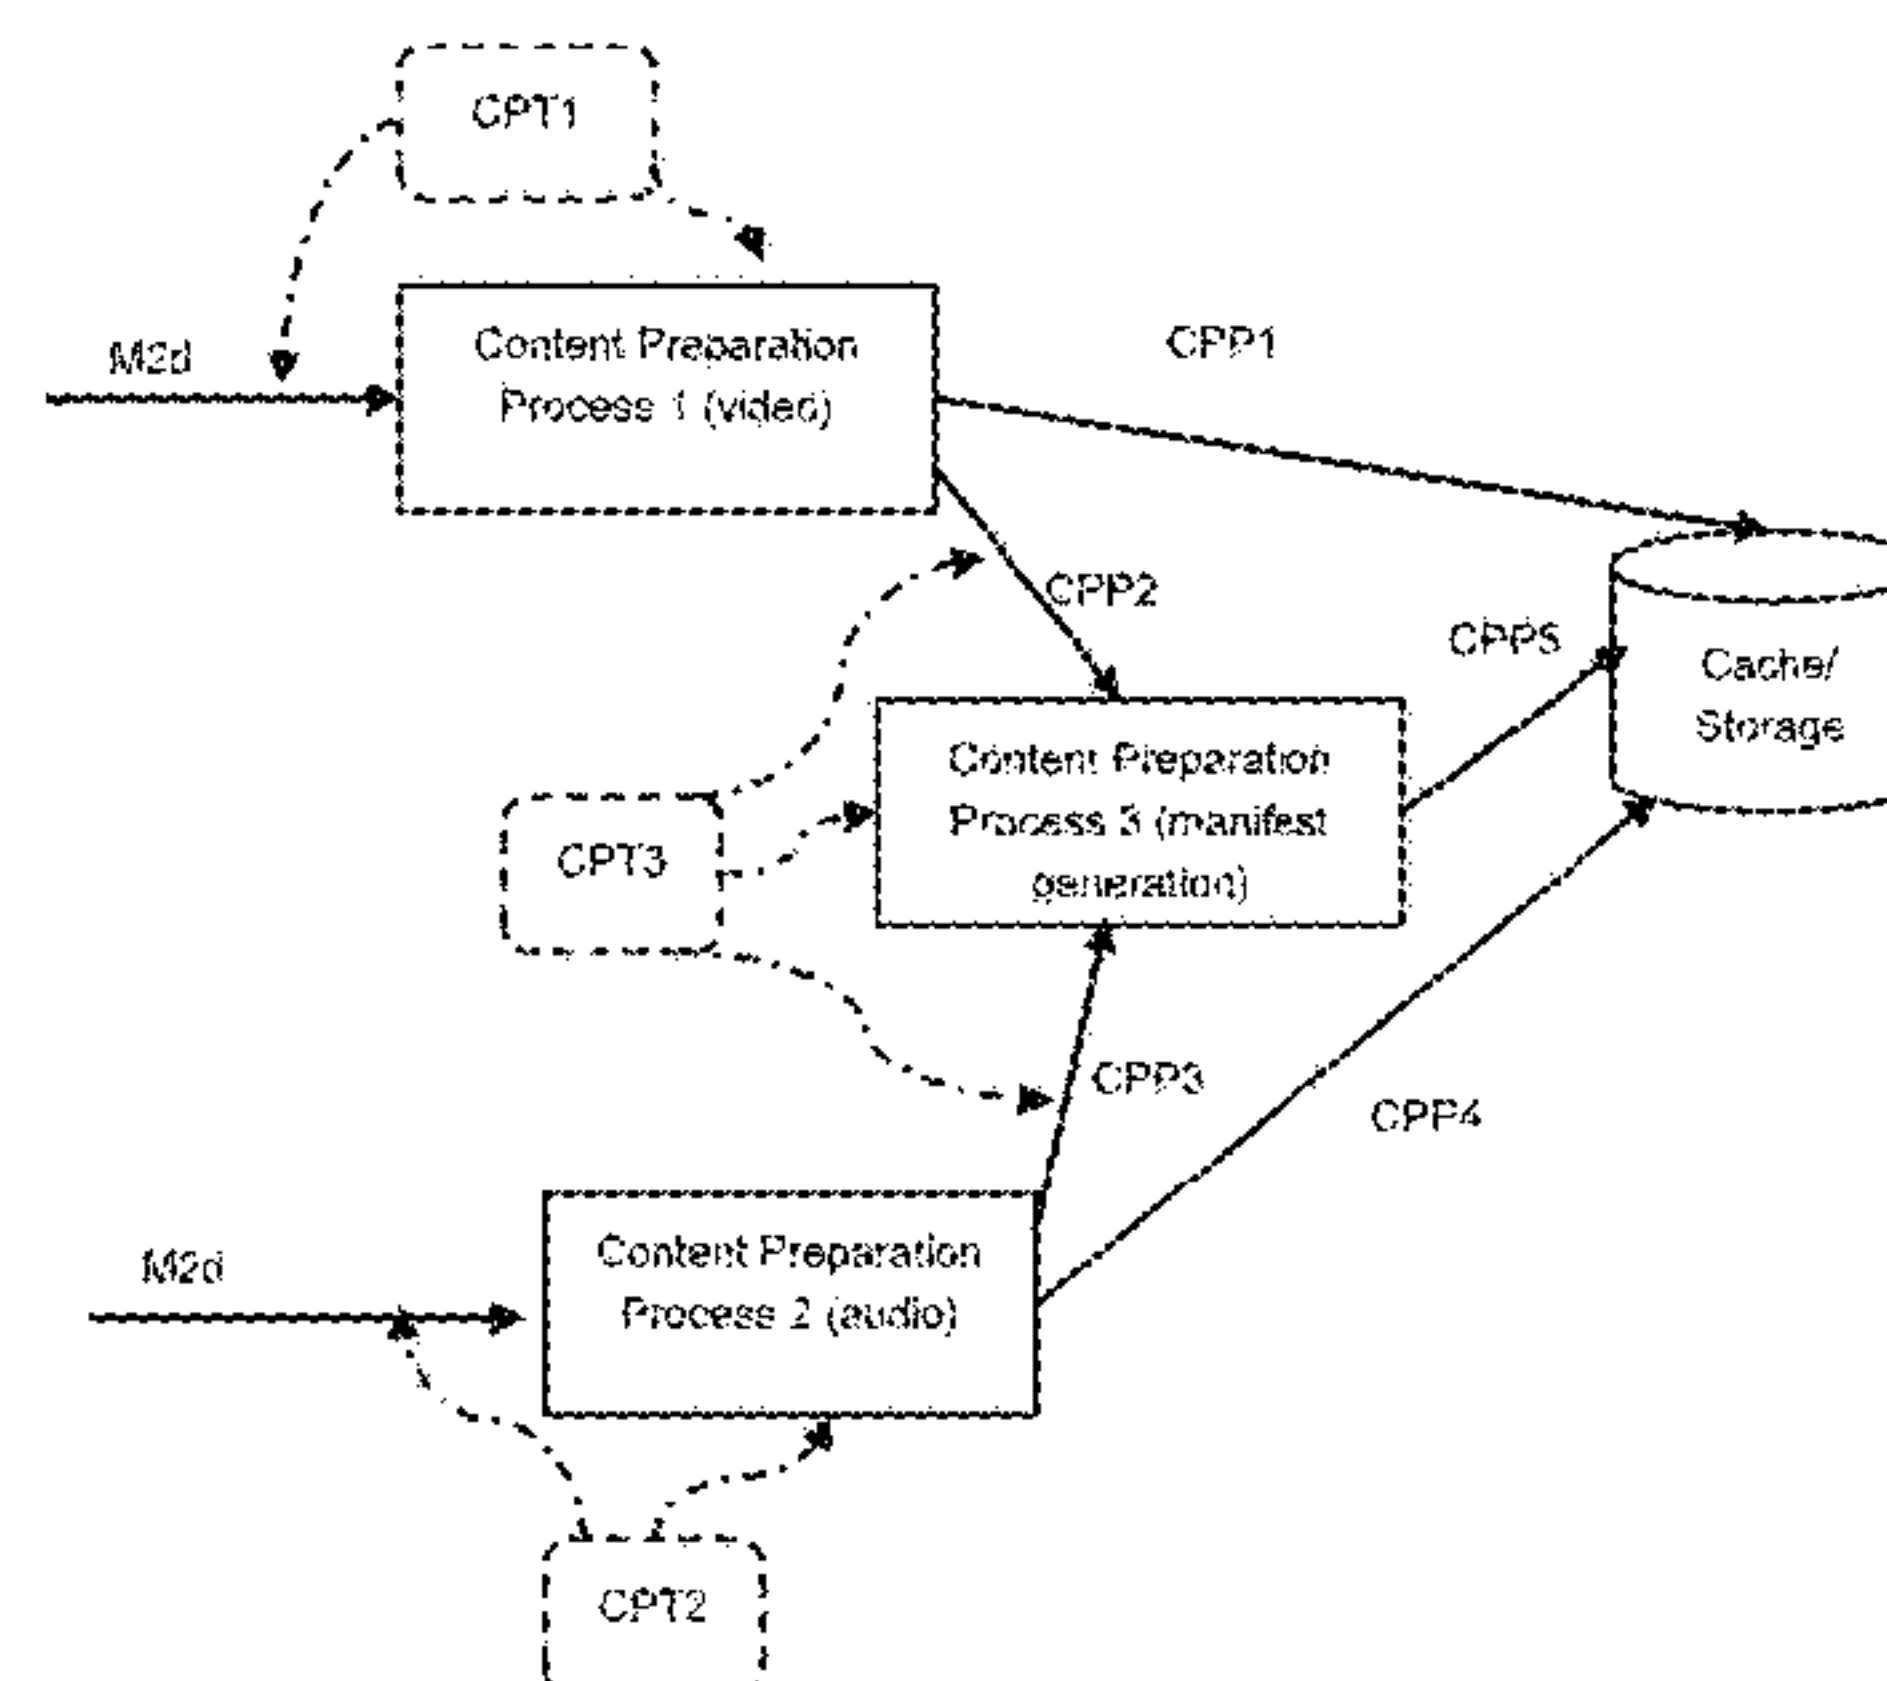 CPT1
M2d
Content Preparation
Process 1 (video)
CPP1
CPP2
CPP5
Cache/
Storage
Content Preparation
Process 3 (manifest
generation)
CPT3
CPP3
CPP4
M2d
Content Preparation
Process 2 (audio)
CPT2